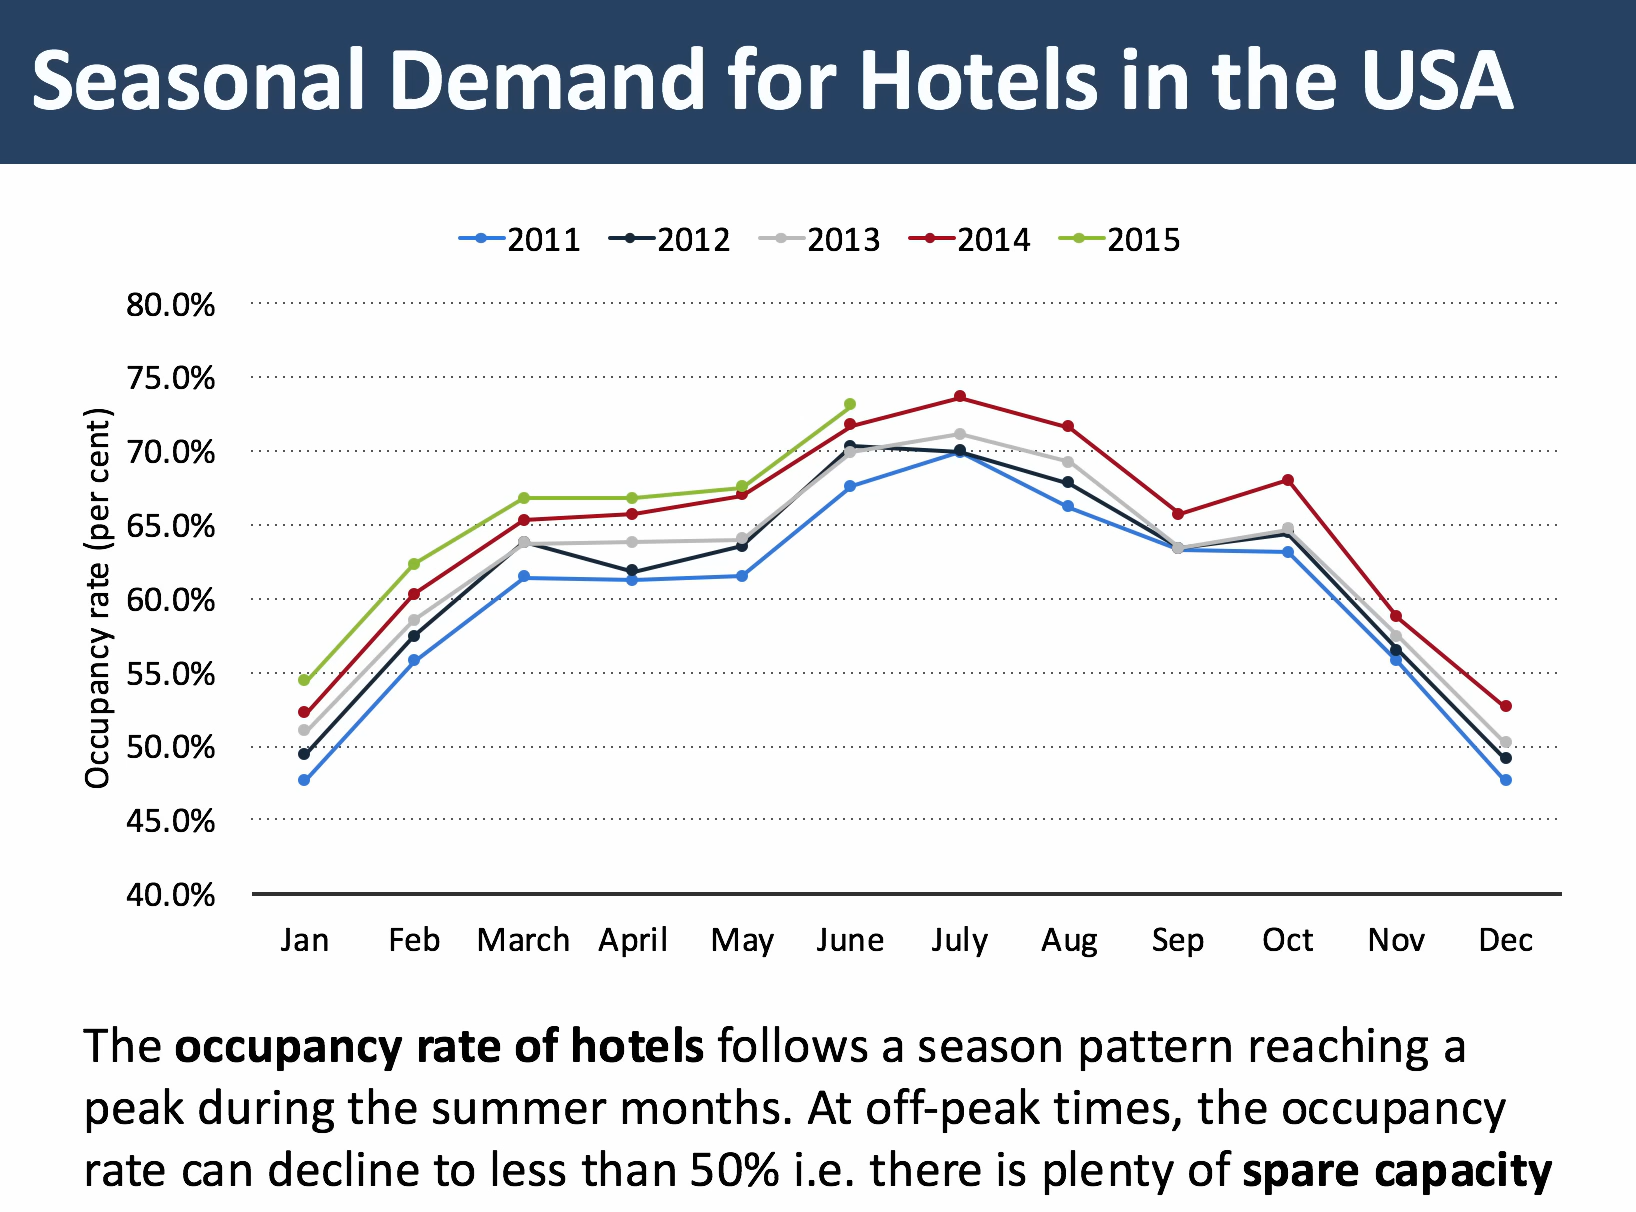 Seasonal Demand for Hotels in the USA
2011 2012 2013 2014 2015
80.0%
75.0%
70.0%
65.0%
60.0%
55.0%
50.0%
45.0%
40.0%
Occupancy rate (per cent)
Jan Feb March April May June July Aug Sep Oct Nov Dec
The occupancy rate of hotels follows a season pattern reaching a
peak during the summer months. At off-peak times, the occupancy
rate can decline to less than 50% i.e. there is plenty of spare capacity